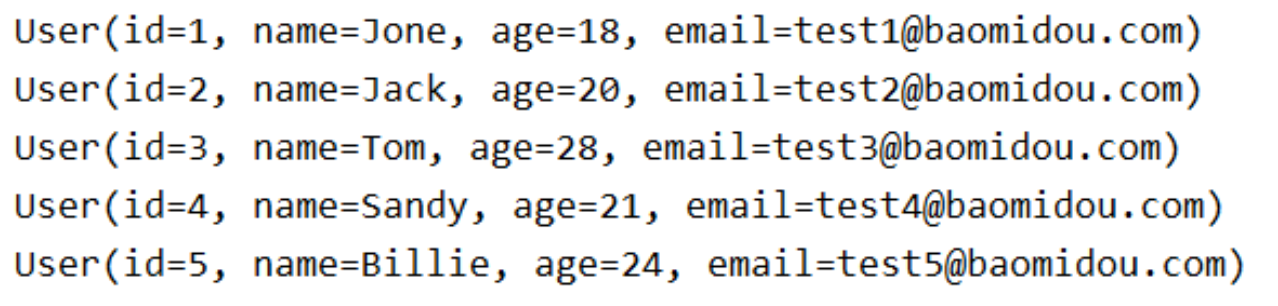 User(id=1, name=Jone, age=18, email=test1@baomidou.com)
User(id=2, name=Jack, age=20, email=test2@baomidou.com)
User(id=3, name=Tom, age=28, email=test3@baomidou.com)
User(id=4, name=Sandy, age=21, email=test4@baomidou.com)
User(id=5, name=Billie, age=24, email=test5@baomidou.com)